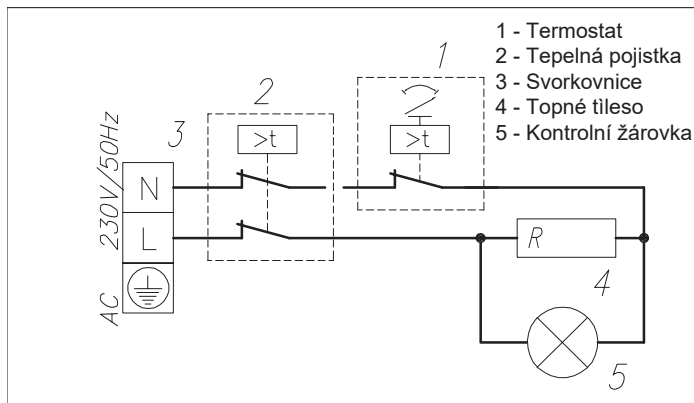 1 - Termostat
2 - Tepelná pojistka
3 - Svorkovnice
4 - Topné tìleso
5 - Kontrolní žárovka
1
2
3
>t
>t
AC 230V/50Hz
N
L
R
4
5